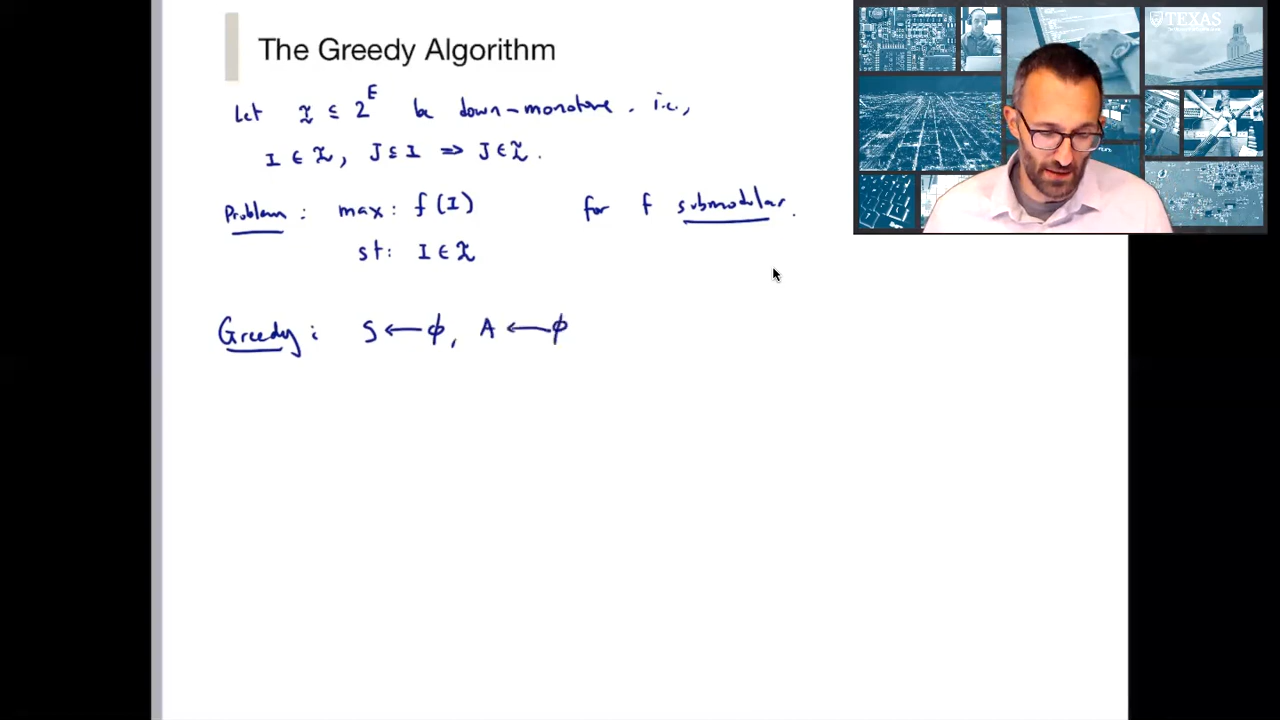 The Greedy Algorithm
TEXAS
Let I ⊆ 2^E be down-monotone. i.e.,
I ∈ I, J ⊆ I ⇒ J ∈ I.
Problem: max: f(I) for f submodular.
st: I ∈ I
Greedy: S ← ϕ, A ← ϕ